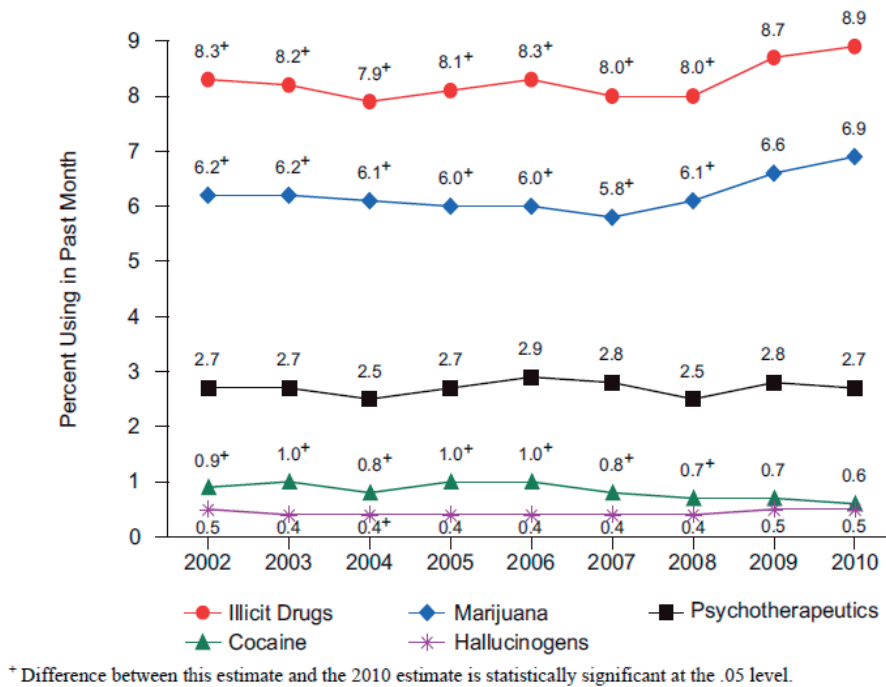 9
8
7
6
5
4
3
2
1
0
Percent Using in Past Month
8.3+ 8.2+ 7.9+ 8.1+ 8.3+ 8.0+ 8.0+ 8.7 8.9
6.2+ 6.2+ 6.1+ 6.0+ 6.0+ 5.8+ 6.1+ 6.6 6.9
2.7 2.7 2.5 2.7 2.9 2.8 2.5 2.8 2.7
0.9+ 1.0+ 0.8+ 1.0+ 1.0+ 0.8+ 0.7+ 0.7 0.6
0.5 0.4 0.4+ 0.4 0.4 0.4 0.4 0.5 0.5
2002 2003 2004 2005 2006 2007 2008 2009 2010
Illicit Drugs Marijuana Psychotherapeutics
Cocaine Hallucinogens
+ Difference between this estimate and the 2010 estimate is statistically significant at the .05 level.